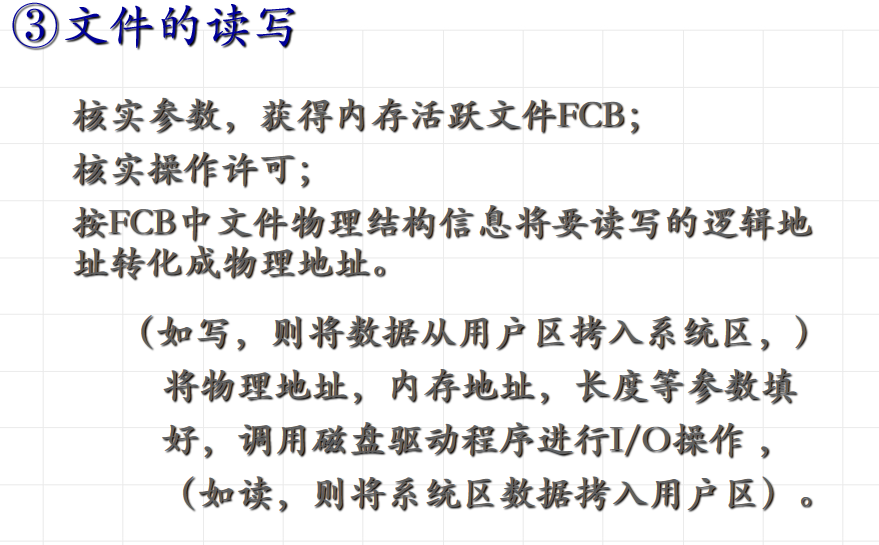 ③文件的读写
核实参数，获得内存活跃文件FCB；
核实操作许可；
按FCB中文件物理结构信息将要读写的逻辑地
址转化成物理地址。
（如写，则将数据从用户区拷入系统区，）
将物理地址，内存地址，长度等参数填
好，调用磁盘驱动程序进行I/O操作 ，
（如读，则将系统区数据拷入用户区）。